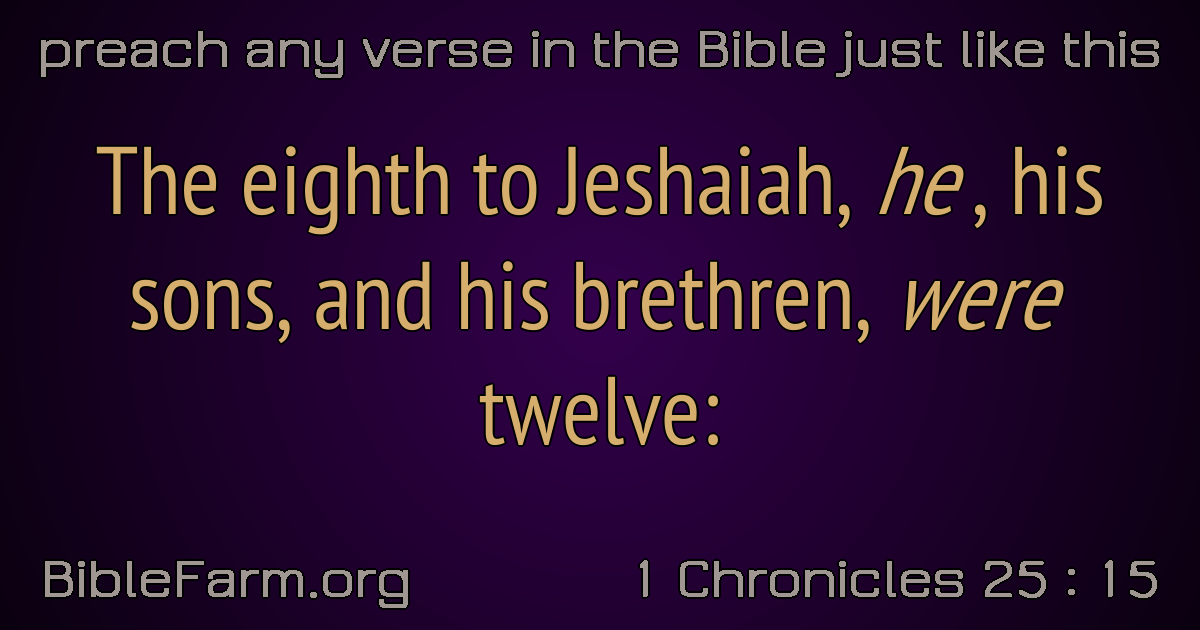 preach any verse in the Bible just like this
The eighth to Jeshaiah, he, his
sons, and his brethren, were
twelve:
BibleFarm.org
1 Chronicles 25 : 15